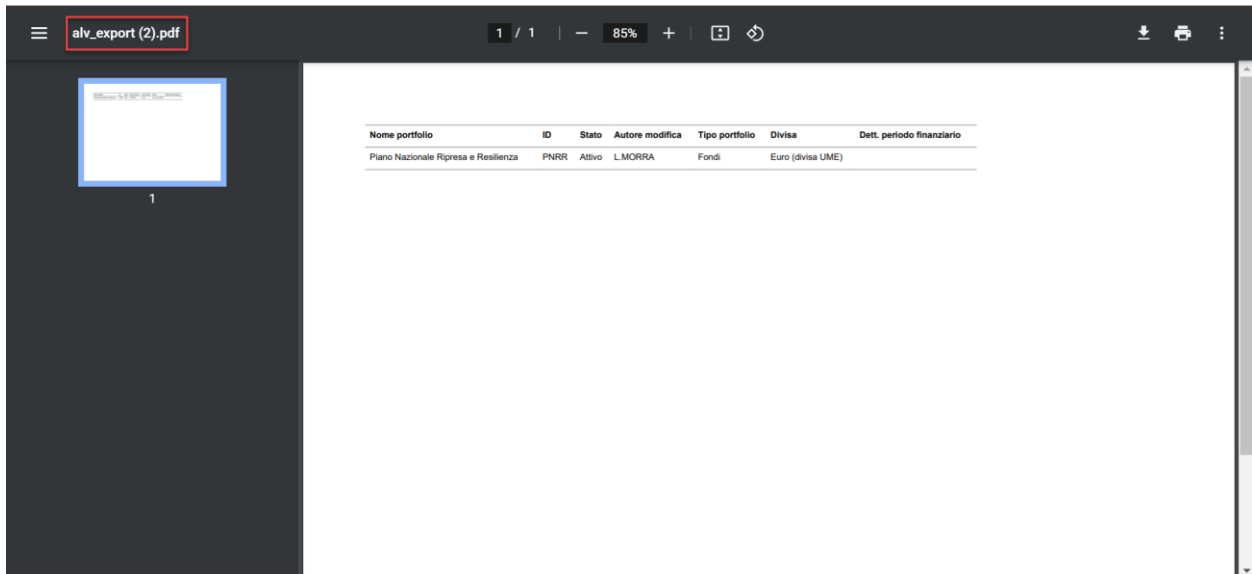 alv_export (2).pdf
1 / 1
85%
1
Nome portfolio ID Stato Autore modifica Tipo portfolio Divisa Dett. periodo finanziario
Piano Nazionale Ripresa e Resilienza PNRR Attivo L.MORRA Fondi Euro (divisa UME)